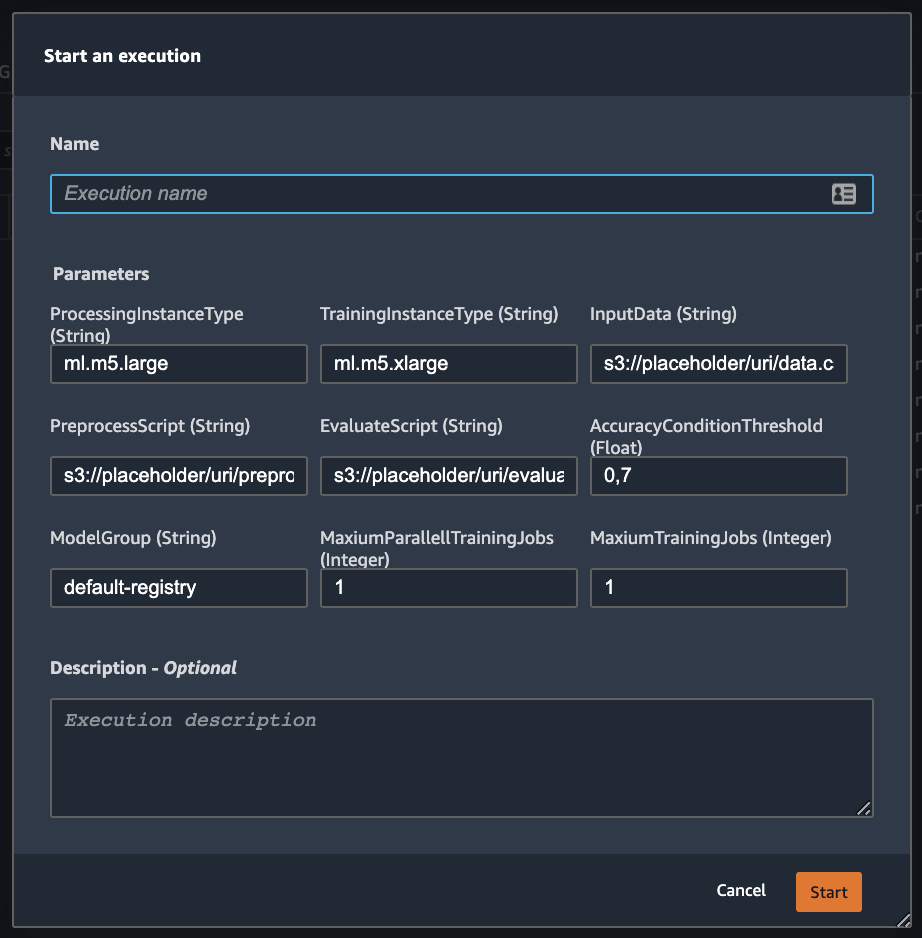 Start an execution
Name
Execution name
Parameters
ProcessingInstanceType
(String)
TrainingInstanceType (String)
InputData (String)
ml.m5.large
ml.m5.xlarge
s3://placeholder/uri/data.c
PreprocessScript (String)
EvaluateScript (String)
AccuracyConditionThreshold
(Float)
s3://placeholder/uri/prepro
s3://placeholder/uri/evalua
0,7
ModelGroup (String)
MaxiumParallellTrainingJobs
(Integer)
MaxiumTrainingJobs (Integer)
default-registry
1
1
Description - Optional
Execution description
Cancel
Start